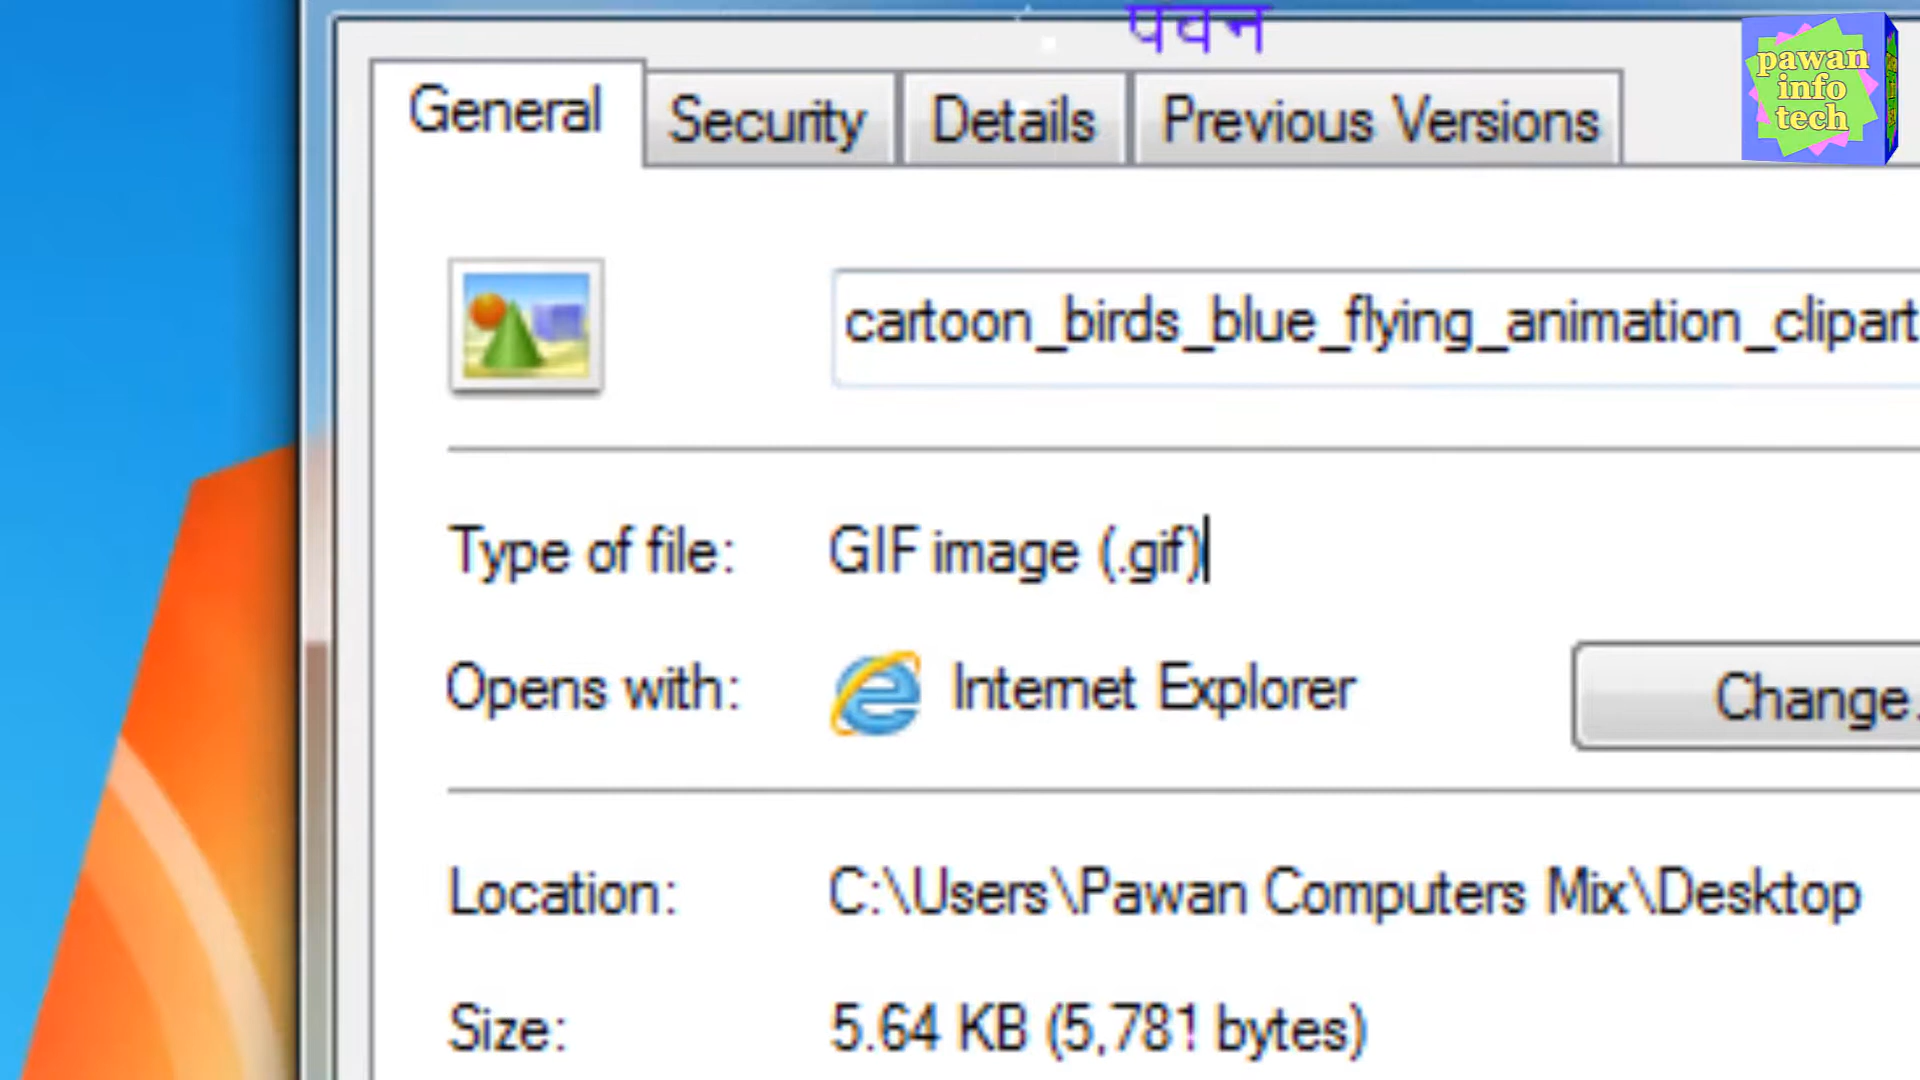 पवन
pawan
info
tech
General
Security
Details
Previous Versions
cartoon_birds_blue_flying_animation_clipart
Type of file:
GIF image (.gif)
Opens with:
Internet Explorer
Change.
Location:
C:\Users\Pawan Computers Mix\Desktop
Size:
5.64 KB (5,781 bytes)